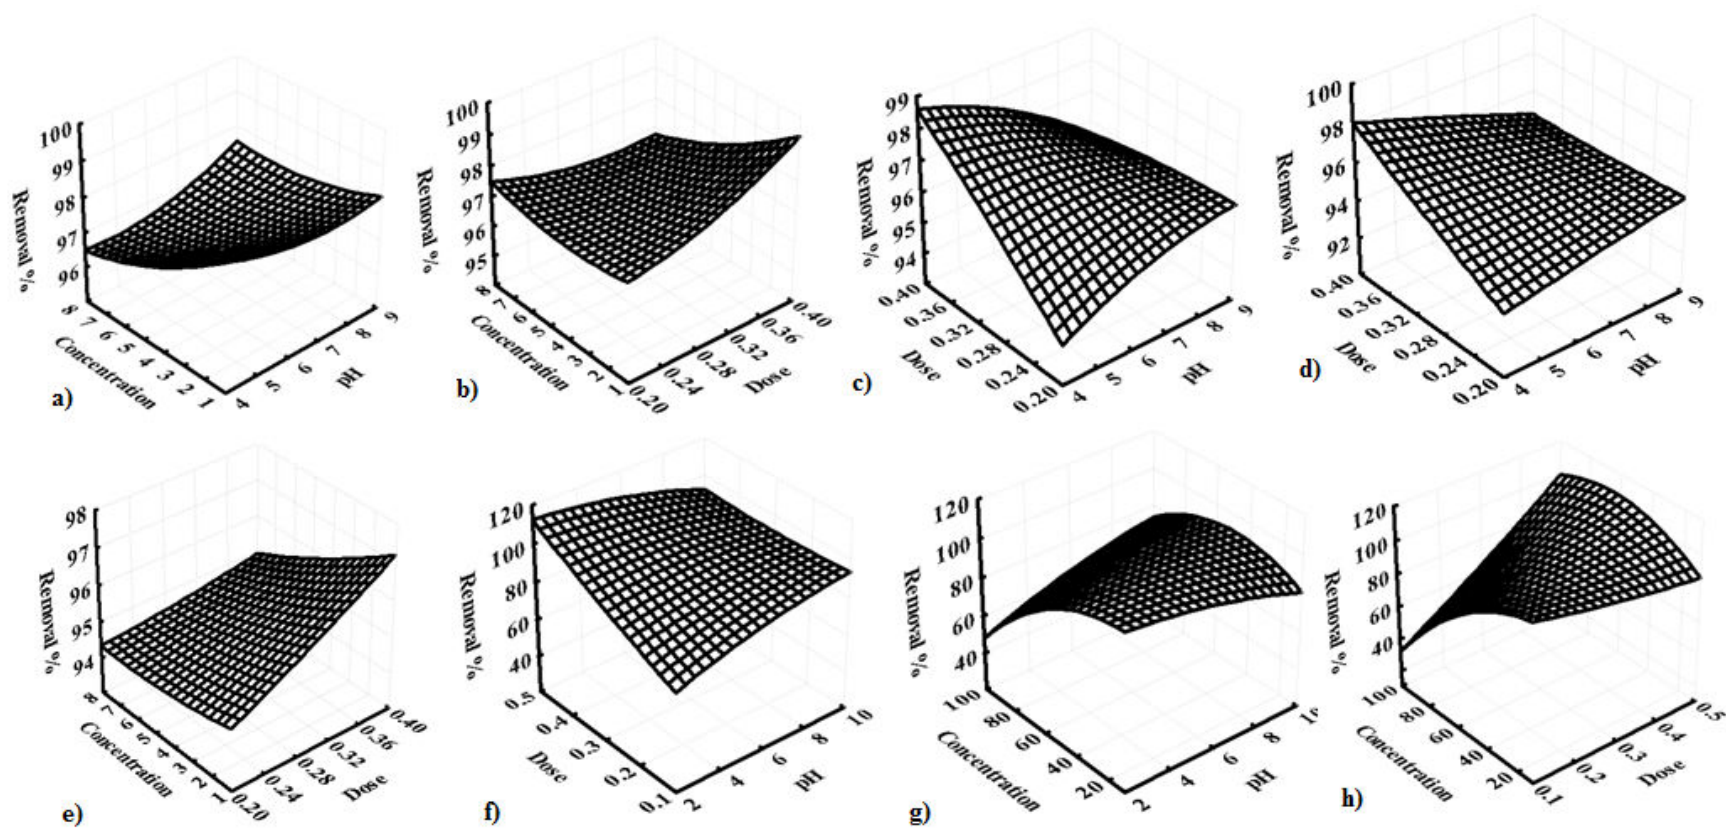 100
99
98
97
96
Removal %
8 7 6 5 4 3 2 1
Concentration
4 5 6 7 8 9
pH
a)
100
99
98
97
96
95
Removal %
8 7 6 5 4 3 2 1
Concentration
0.20 0.24 0.28 0.32 0.36 0.40
Dose
b)
99
98
97
96
95
94
Removal %
0.40 0.36 0.32 0.28 0.24 0.20
Dose
4 5 6 7 8 9
pH
c)
100
98
96
94
92
Removal %
0.40 0.36 0.32 0.28 0.24 0.20
Dose
4 5 6 7 8 9
pH
d)
98
97
96
95
94
Removal %
8 7 6 5 4 3 2 1
Concentration
0.20 0.24 0.28 0.32 0.36 0.40
Dose
e)
120
100
80
60
40
Removal %
0.5 0.4 0.3 0.2 0.1
Dose
2 4 6 8 10
pH
f)
120
100
80
60
40
Removal %
100 80 60 40 20
Concentration
2 4 6 8
pH
g)
120
100
80
60
40
Removal %
100 80 60 40 20
Concentration
0.1 0.2 0.3 0.4 0.5
Dose
h)